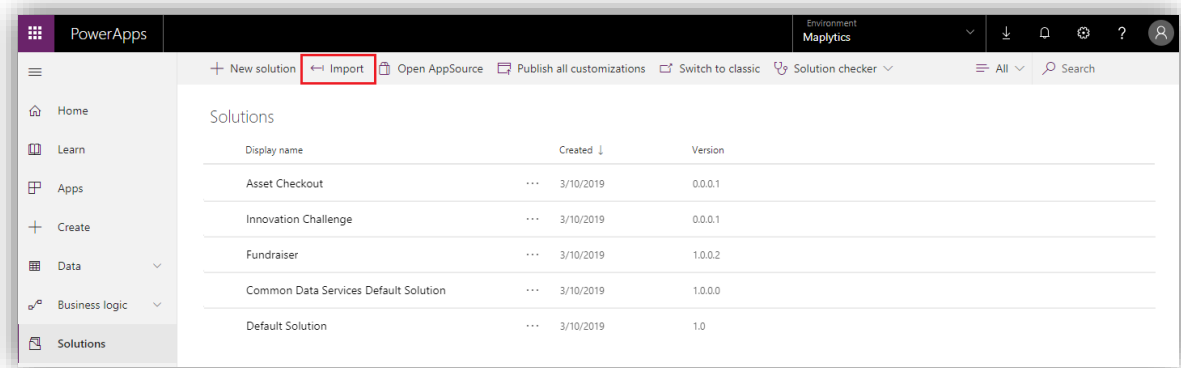 Environment
PowerApps Maplytics ?
+ New solution Import Open AppSource Publish all customizations Switch to classic Solution checker All Search
Home
Learn
Apps
Create
Data
Business logic
Solutions
Solutions
Display name Created ↓ Version
Asset Checkout ... 3/10/2019 0.0.0.1
Innovation Challenge ... 3/10/2019 0.0.0.1
Fundraiser ... 3/10/2019 1.0.0.2
Common Data Services Default Solution ... 3/10/2019 1.0.0.0
Default Solution ... 3/10/2019 1.0